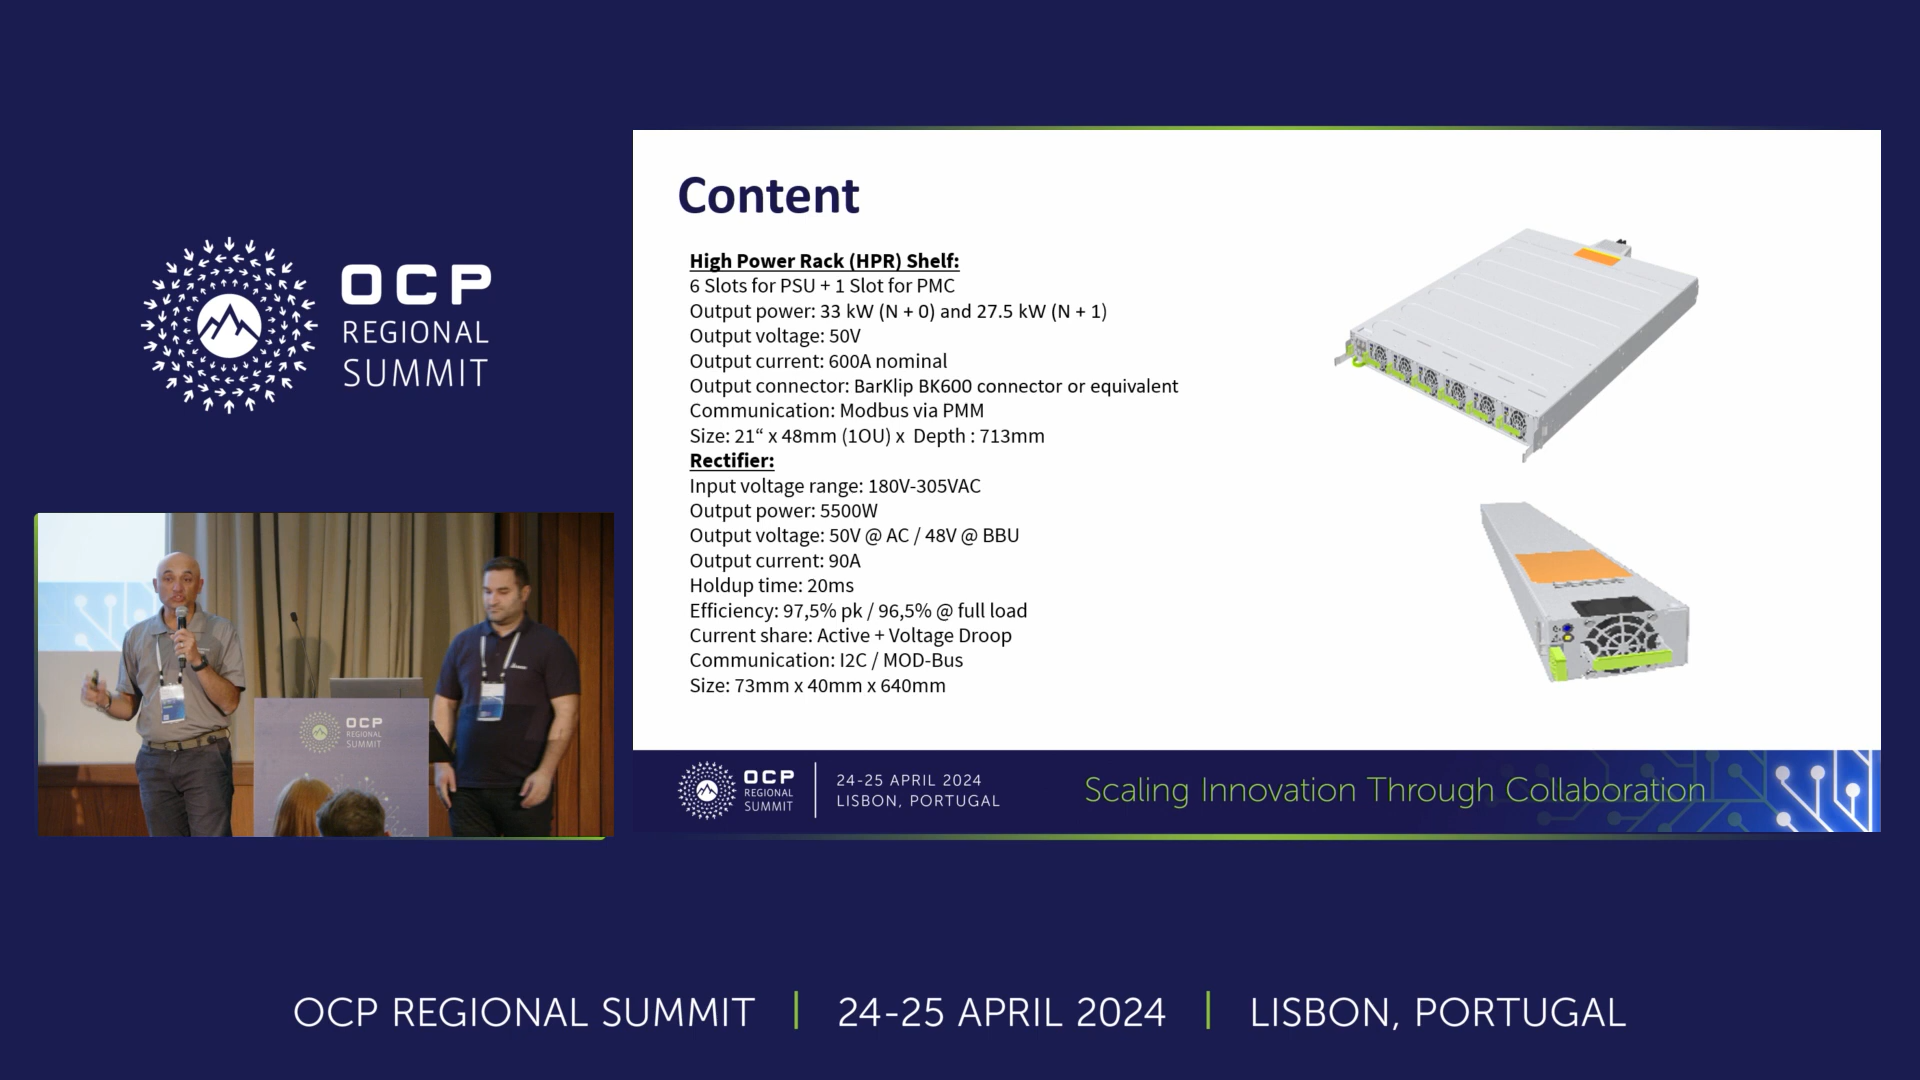 OCP
REGIONAL
SUMMIT
Content
High Power Rack (HPR) Shelf:
6 Slots for PSU + 1 Slot for PMC
Output power: 33 kW (N + 0) and 27.5 kW (N + 1)
Output voltage: 50V
Output current: 600A nominal
Output connector: BarKlip BK600 connector or equivalent
Communication: Modbus via PMM
Size: 21“ x 48mm (1OU) x Depth : 713mm
Rectifier:
Input voltage range: 180V-305VAC
Output power: 5500W
Output voltage: 50V @ AC / 48V @ BBU
Output current: 90A
Holdup time: 20ms
Efficiency: 97,5% pk / 96,5% @ full load
Current share: Active + Voltage Droop
Communication: I2C / MOD-Bus
Size: 73mm x 40mm x 640mm
OCP
REGIONAL
SUMMIT
24-25 APRIL 2024
LISBON, PORTUGAL
Scaling Innovation Through Collaboration
OCP
REGIONAL
SUMMIT
OCP REGIONAL SUMMIT | 24-25 APRIL 2024 | LISBON, PORTUGAL